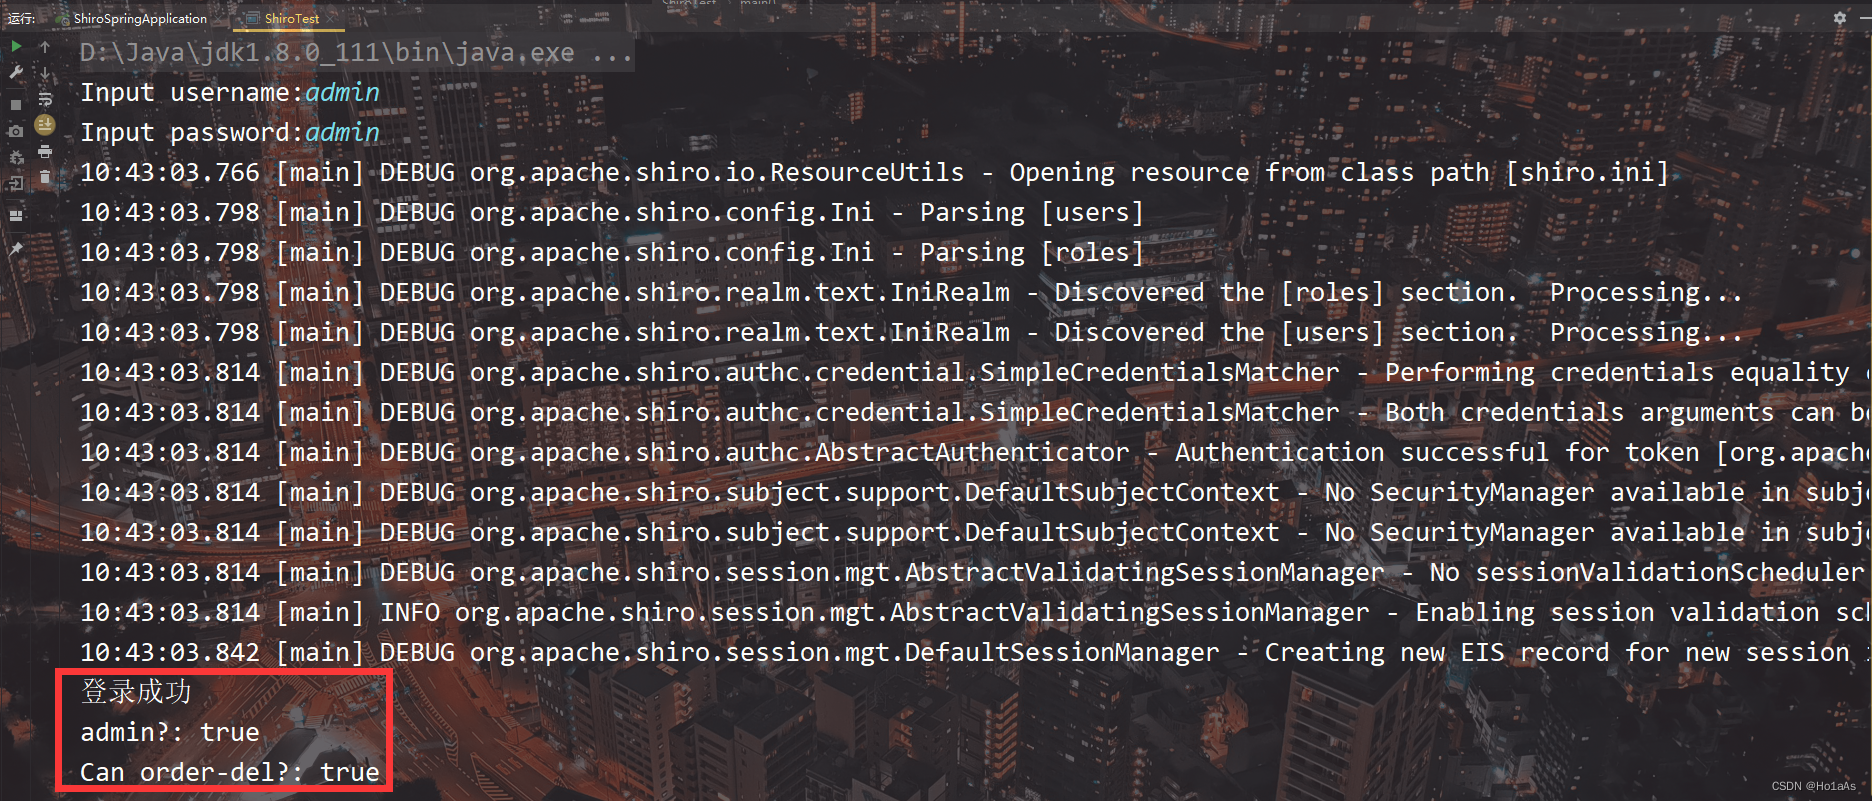 运行:
ShiroSpringApplication
ShiroTest
D:\Java\jdk1.8.0_111\bin\java.exe ...
Input username:admin
Input password:admin
10:43:03.766 [main] DEBUG org.apache.shiro.io.ResourceUtils - Opening resource from class path [shiro.ini]
10:43:03.798 [main] DEBUG org.apache.shiro.config.Ini - Parsing [users]
10:43:03.798 [main] DEBUG org.apache.shiro.config.Ini - Parsing [roles]
10:43:03.798 [main] DEBUG org.apache.shiro.realm.text.IniRealm - Discovered the [roles] section.  Processing...
10:43:03.798 [main] DEBUG org.apache.shiro.realm.text.IniRealm - Discovered the [users] section.  Processing...
10:43:03.814 [main] DEBUG org.apache.shiro.authc.credential.SimpleCredentialsMatcher - Performing credentials equality
10:43:03.814 [main] DEBUG org.apache.shiro.authc.credential.SimpleCredentialsMatcher - Both credentials arguments can
10:43:03.814 [main] DEBUG org.apache.shiro.authc.AbstractAuthenticator - Authentication successful for token [org.apache
10:43:03.814 [main] DEBUG org.apache.shiro.subject.support.DefaultSubjectContext - No SecurityManager available in
10:43:03.814 [main] DEBUG org.apache.shiro.subject.support.DefaultSubjectContext - No SecurityManager available in
10:43:03.814 [main] DEBUG org.apache.shiro.session.mgt.AbstractValidatingSessionManager - No sessionValidationScheduler
10:43:03.814 [main] INFO org.apache.shiro.session.mgt.AbstractValidatingSessionManager - Enabling session validation
10:43:03.842 [main] DEBUG org.apache.shiro.session.mgt.DefaultSessionManager - Creating new EIS record for new session
登录成功
admin?: true
Can order-del?: true
CSDN @Ho1aAs